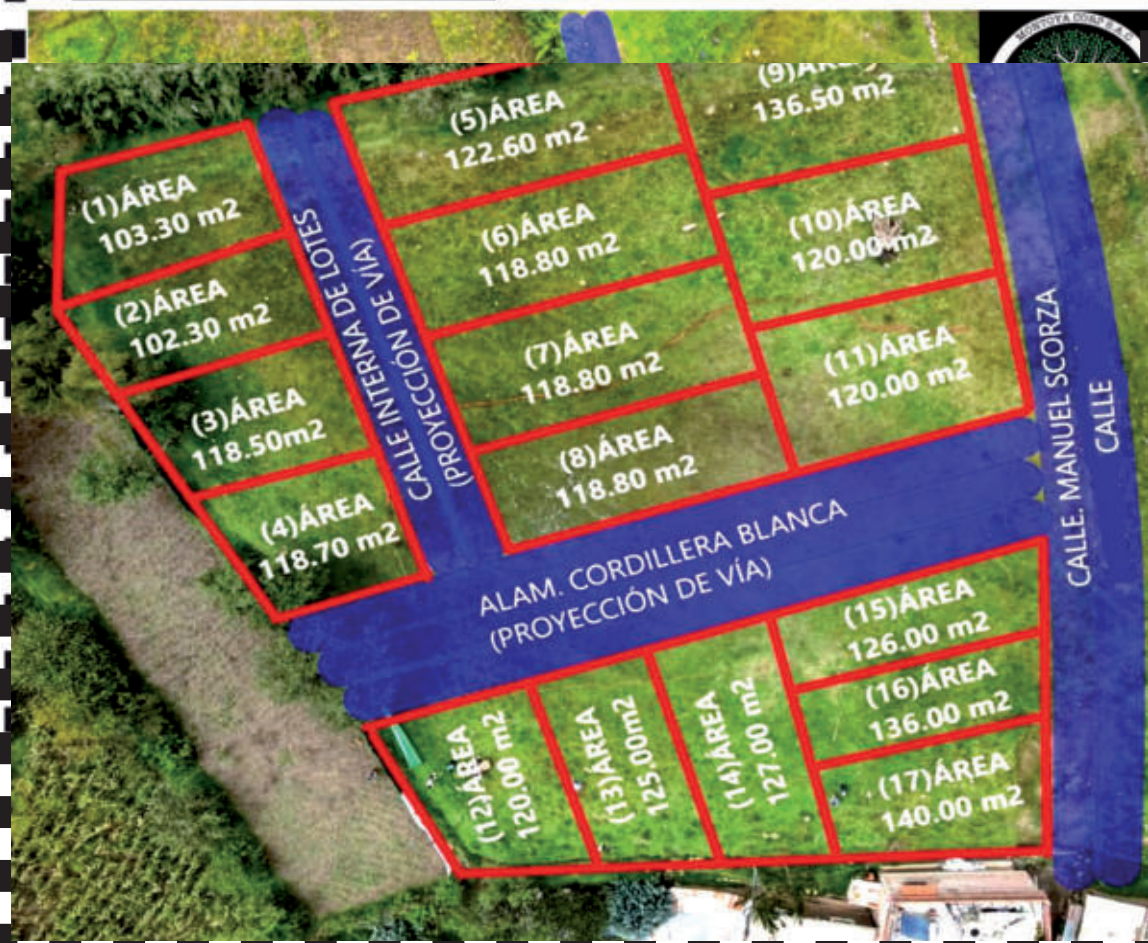 MONTOYA CORP S.A.C
(1)ÁREA
103.30 m2
(2)ÁREA
102.30 m2
(3)ÁREA
118.50m2
(4)ÁREA
118.70 m2
CALLE INTERNA DE LOTES
(PROYECCIÓN DE VÍA)
(5)ÁREA
122.60 m2
(6)ÁREA
118.80 m2
(7)ÁREA
118.80 m2
(8)ÁREA
118.80 m2
(9)ÁREA
136.50 m2
(10)ÁREA
120.00 m2
(11)ÁREA
120.00 m2
ALAM. CORDILLERA BLANCA
(PROYECCIÓN DE VÍA)
CALLE. MANUEL SCORZA
CALLE
(12)ÁREA
120.00 m2
(13)ÁREA
125.00m2
(14)ÁREA
127.00 m2
(15)ÁREA
126.00 m2
(16)ÁREA
136.00 m2
(17)ÁREA
140.00 m2